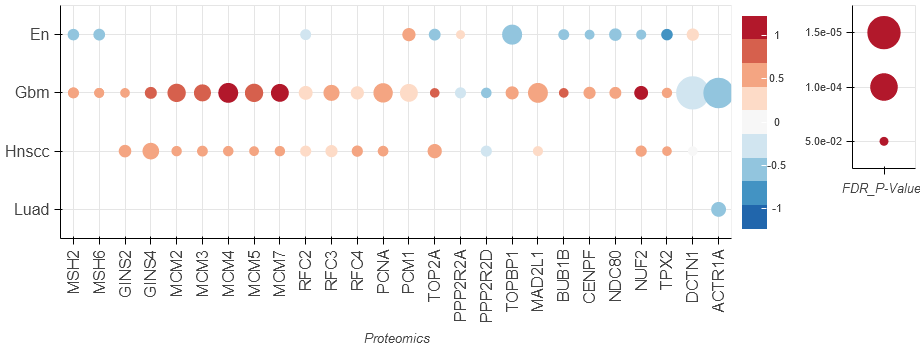 En
Gbm
Hnscc
Luad
MSH2
MSH6
GINS2
GINS4
MCM2
MCM3
MCM4
MCM5
MCM7
RFC2
RFC3
RFC4
PCNA
PCM1
TOP2A
PPP2R2A
PPP2R2D
TOPBP1
MAD2L1
BUB1B
CENPF
NDC80
NUF2
TPX2
DCTN1
ACTR1A
Proteomics
1
0.5
0
-0.5
-1
1.5e-05
1.0e-04
5.0e-02
FDR_P-Value